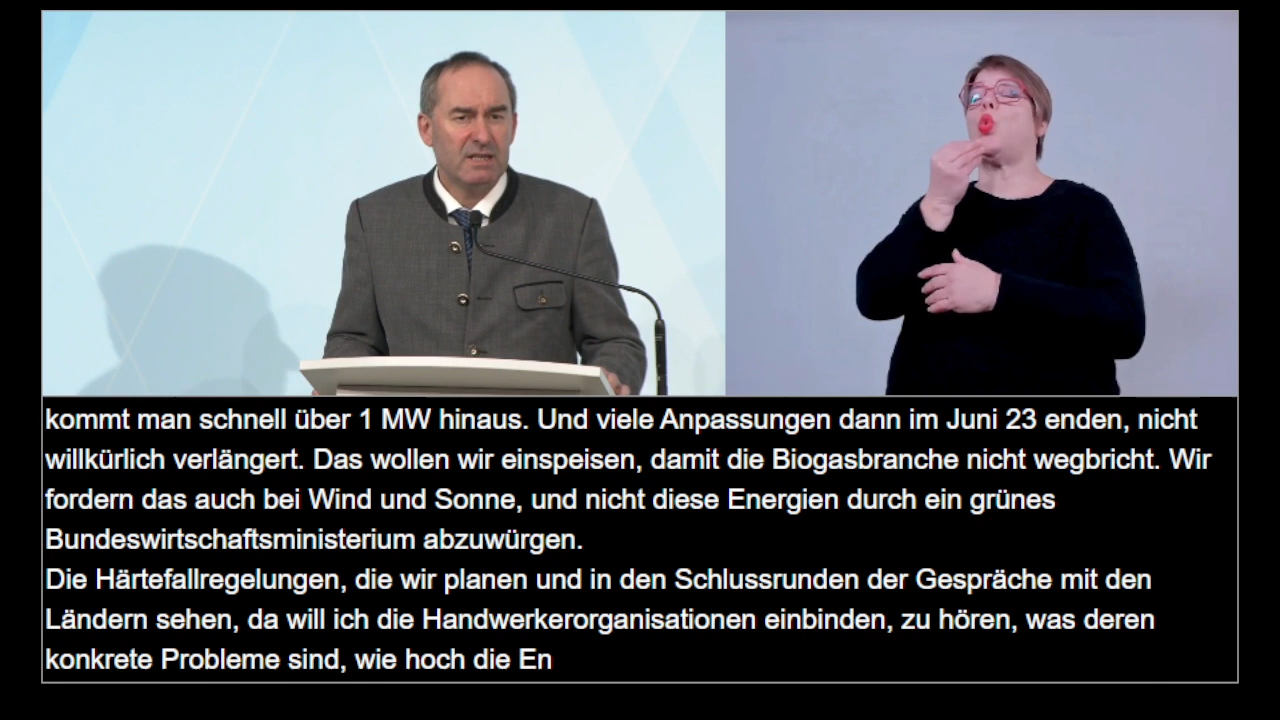 kommt man schnell über 1 MW hinaus. Und viele Anpassungen dann im Juni 23 enden, nicht
willkürlich verlängert. Das wollen wir einspeisen, damit die Biogasbranche nicht wegbricht. Wir
fordern das auch bei Wind und Sonne, und nicht diese Energien durch ein grünes
Bundeswirtschaftsministerium abzuwürgen.
Die Härtefallregelungen, die wir planen und in den Schlussrunden der Gespräche mit den
Ländern sehen, da will ich die Handwerkerorganisationen einbinden, zu hören, was deren
konkrete Probleme sind, wie hoch die En